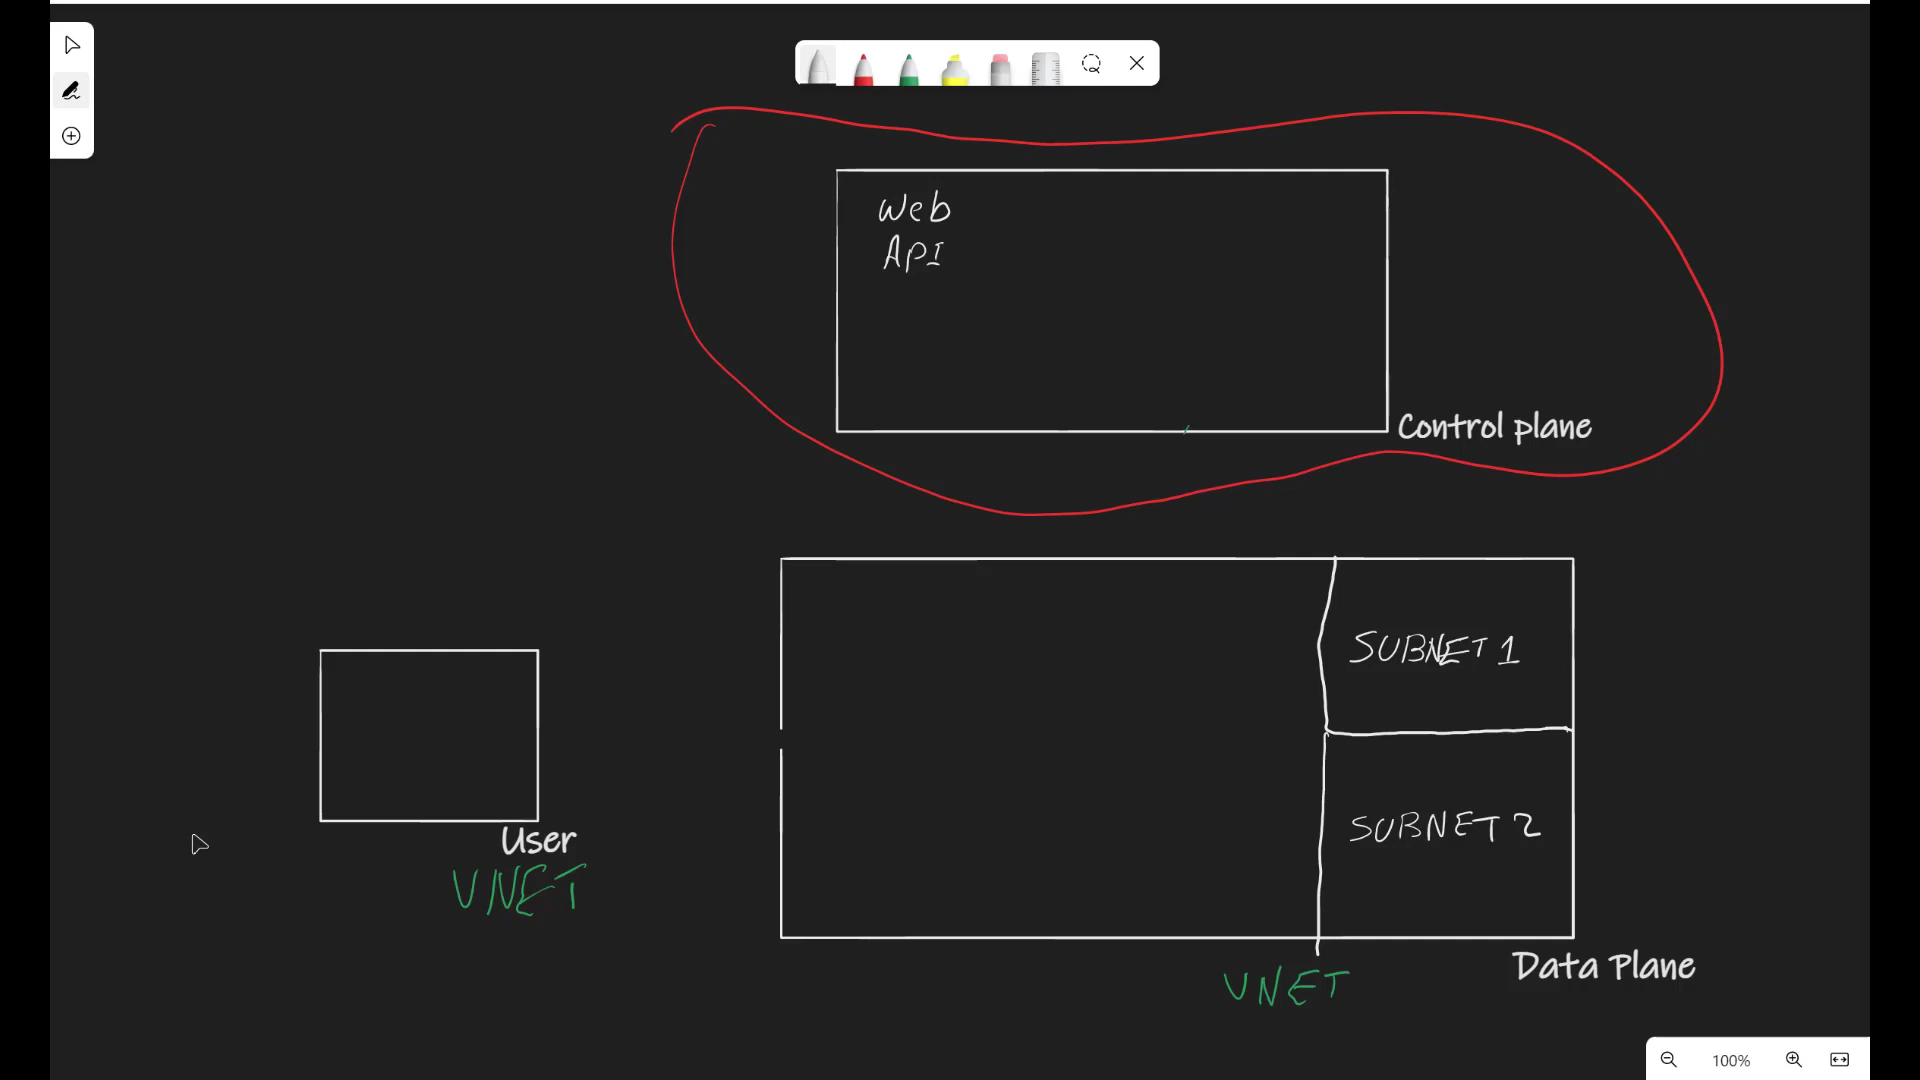 Web
API
Control plane
SUBNET 1
SUBNET 2
User
VNET
Data Plane
VNET
100%